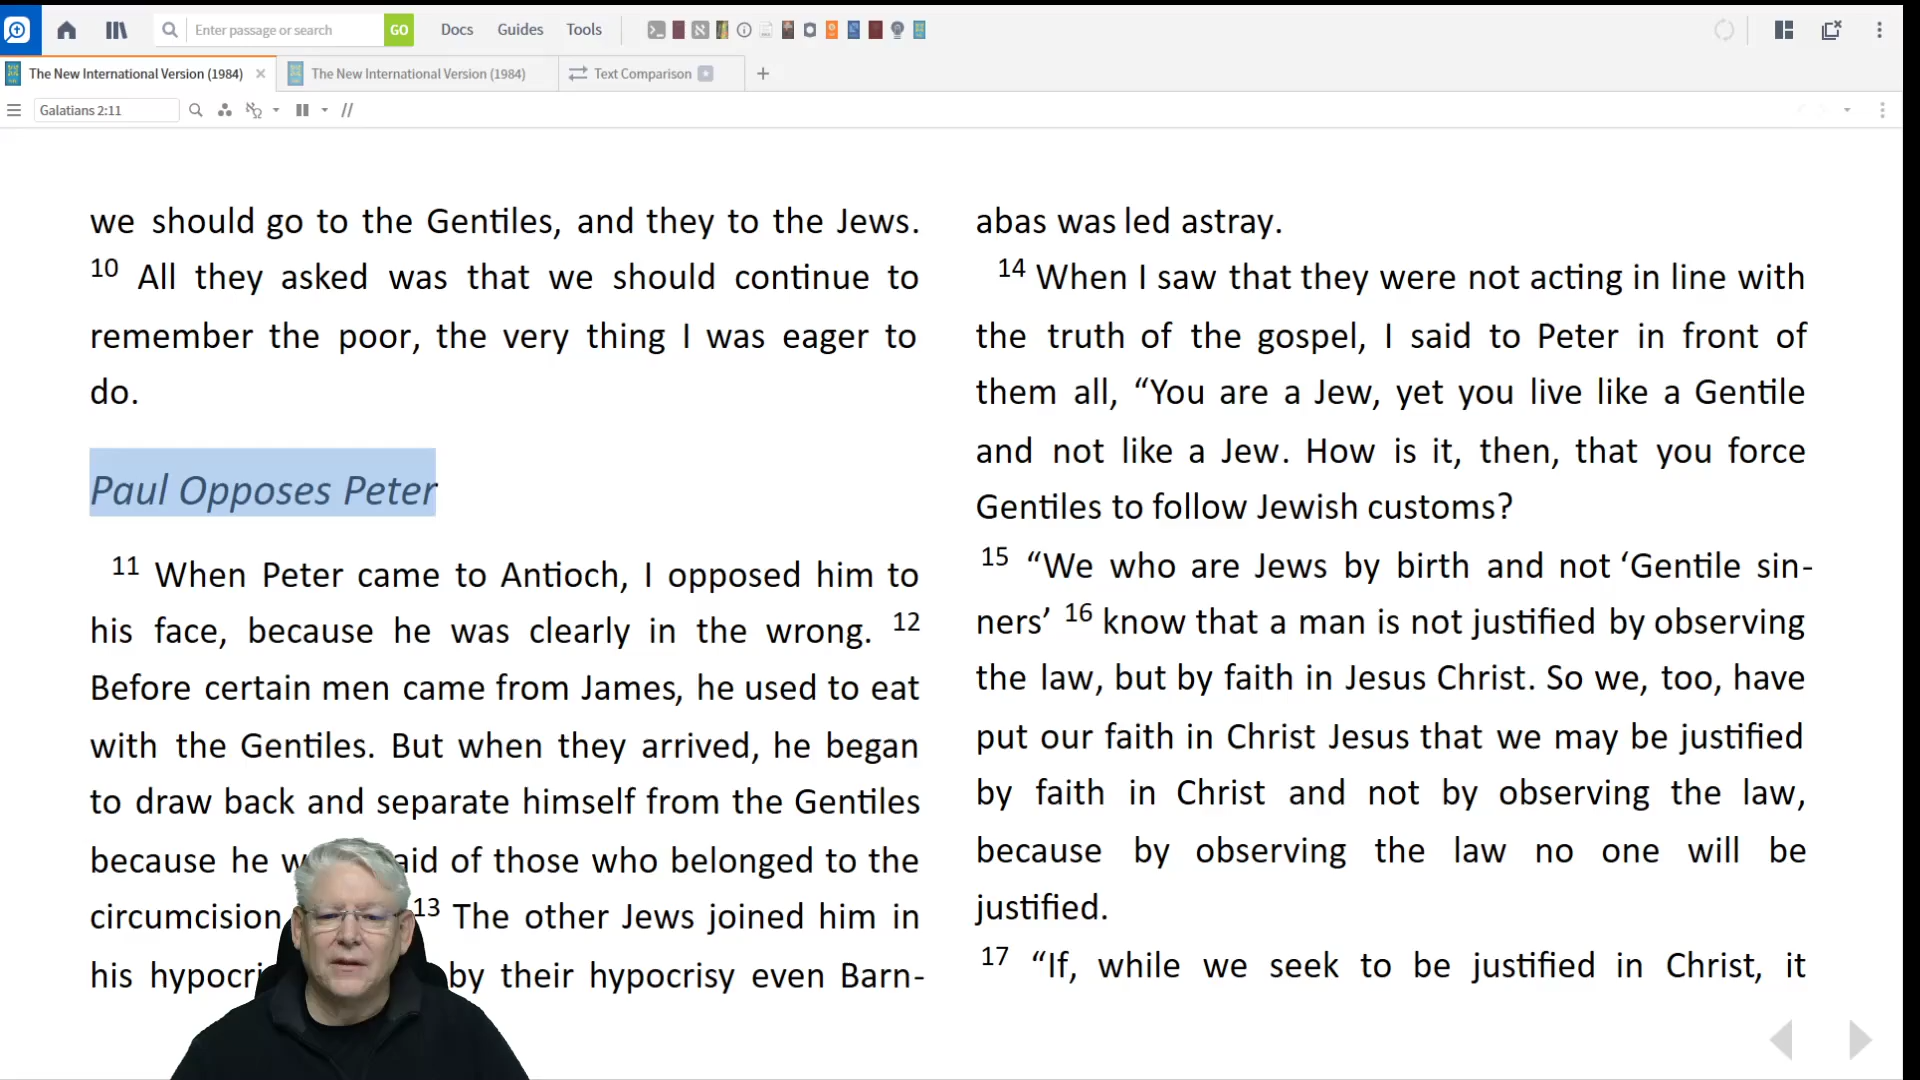 Enter passage or search
GO
Docs
Guides
Tools
The New International Version (1984)
The New International Version (1984)
Text Comparison
Galatians 2:11
we should go to the Gentiles, and they to the Jews.
10 All they asked was that we should continue to
remember the poor, the very thing I was eager to
do.
Paul Opposes Peter
11 When Peter came to Antioch, I opposed him to
his face, because he was clearly in the wrong. 12
Before certain men came from James, he used to eat
with the Gentiles. But when they arrived, he began
to draw back and separate himself from the Gentiles
because he aid of those who belonged to the
circumcision 13 The other Jews joined him in
his by their hypocrisy even Barn-
abas was led astray.
14 When I saw that they were not acting in line with
the truth of the gospel, I said to Peter in front of
them all, “You are a Jew, yet you live like a Gentile
and not like a Jew. How is it, then, that you force
Gentiles to follow Jewish customs?
15 “We who are Jews by birth and not ‘Gentile sin-
ners’ 16 know that a man is not justified by observing
the law, but by faith in Jesus Christ. So we, too, have
put our faith in Christ Jesus that we may be justified
by faith in Christ and not by observing the law,
because by observing the law no one will be
justified.
17 “If, while we seek to be justified in Christ, it